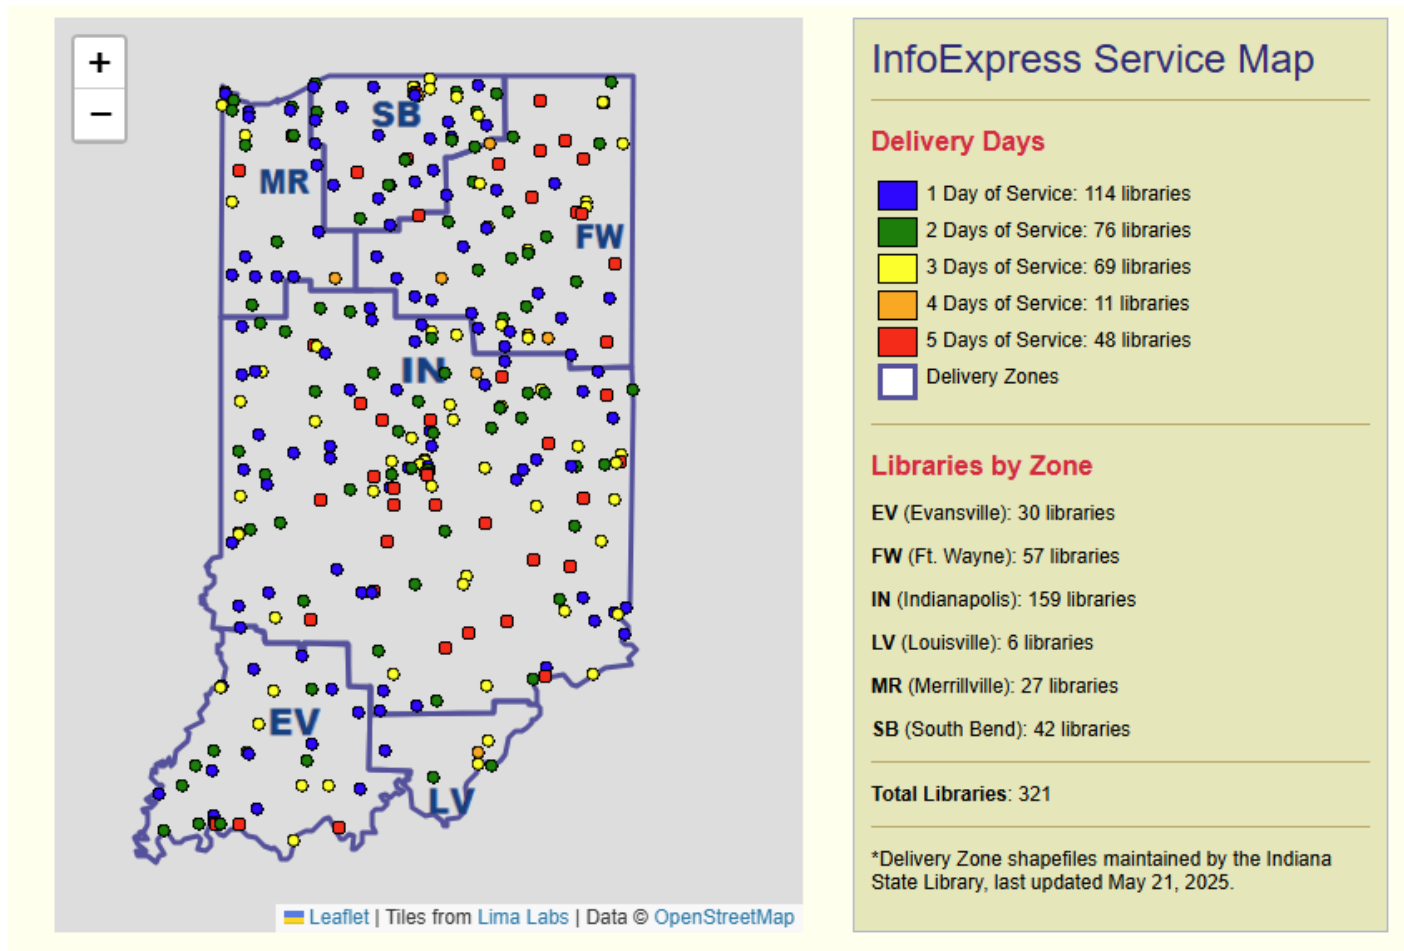 +
−
SB
MR
FW
IN
EV
LV
Leaflet | Tiles from Lima Labs | Data © OpenStreetMap
InfoExpress Service Map
Delivery Days
1 Day of Service: 114 libraries
2 Days of Service: 76 libraries
3 Days of Service: 69 libraries
4 Days of Service: 11 libraries
5 Days of Service: 48 libraries
Delivery Zones
Libraries by Zone
EV (Evansville): 30 libraries
FW (Ft. Wayne): 57 libraries
IN (Indianapolis): 159 libraries
LV (Louisville): 6 libraries
MR (Merrillville): 27 libraries
SB (South Bend): 42 libraries
Total Libraries: 321
*Delivery Zone shapefiles maintained by the Indiana
State Library, last updated May 21, 2025.